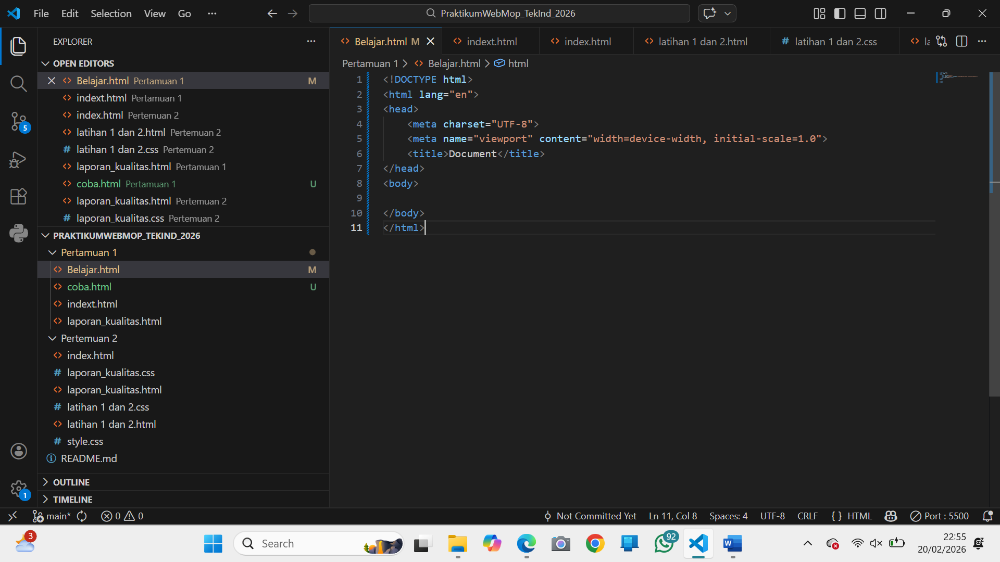 File Edit Selection View Go
PraktikumWebMop_TekInd_2026
EXPLORER
OPEN EDITORS
Belajar.html Pertamuan 1 M
indext.html Pertamuan 1
index.html Pertemuan 2
latihan 1 dan 2.html Pertemuan 2
latihan 1 dan 2.css Pertemuan 2
laporan_kualitas.html Pertamuan 1
coba.html Pertamuan 1 U
laporan_kualitas.html Pertemuan 2
laporan_kualitas.css Pertemuan 2
PRAKTIKUMWEBMOP_TEKIND_2026
Pertamuan 1
Belajar.html M
coba.html U
indext.html
laporan_kualitas.html
Pertemuan 2
index.html
laporan_kualitas.css
laporan_kualitas.html
latihan 1 dan 2.css
latihan 1 dan 2.html
style.css
README.md
OUTLINE
TIMELINE
5
1
Belajar.html M indext.html index.html latihan 1 dan 2.html latihan 1 dan 2.css
Pertamuan 1 > Belajar.html > html
1 <!DOCTYPE html>
2 <html lang="en">
3 <head>
4 <meta charset="UTF-8">
5 <meta name="viewport" content="width=device-width, initial-scale=1.0">
6 <title>Document</title>
7 </head>
8 <body>
9
10 </body>
11 </html>
main* 0 0 Not Committed Yet Ln 11, Col 8 Spaces: 4 UTF-8 CRLF { } HTML Port : 5500
3 Search 92 22:55
20/02/2026